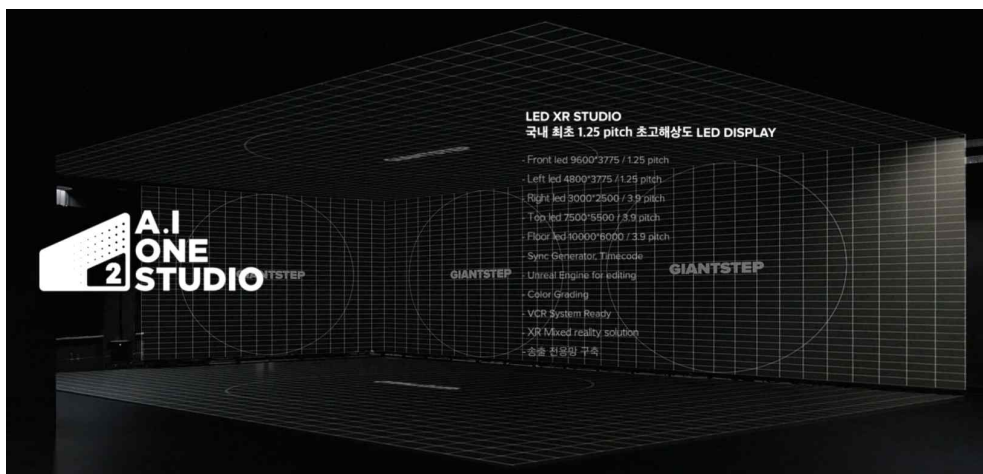 A.I
ONE
STUDIO
2
LED XR STUDIO
국내 최초 1.25 pitch 초고해상도 LED DISPLAY
- Front led 9600*3775 / 1.25 pitch
- Left led 4800*3775 / 1.25 pitch
- Right led 3000*2500 / 3.9 pitch
- Top led 7500*5500 / 3.9 pitch
- Floor led 10000*6000 / 3.9 pitch
- Sync Generator, Timecode
- Unreal Engine for editing
- Color Grading
- VCR System Ready
- XR Mixed reality solution
- 송출 전용망 구축
GIANTSTEP
GIANTSTEP